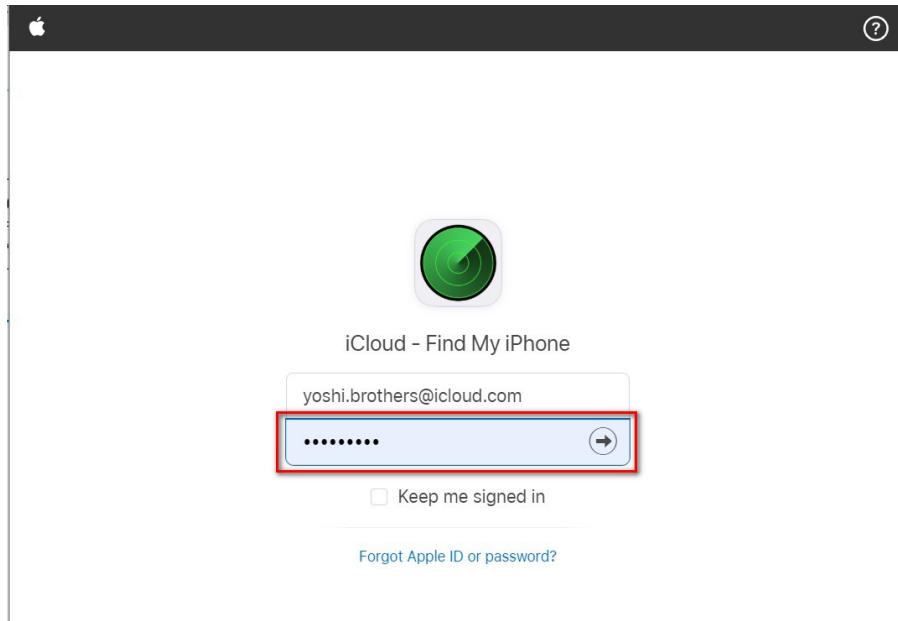 ?
iCloud - Find My iPhone
yoshi.brothers@icloud.com
•••••••••
Keep me signed in
Forgot Apple ID or password?